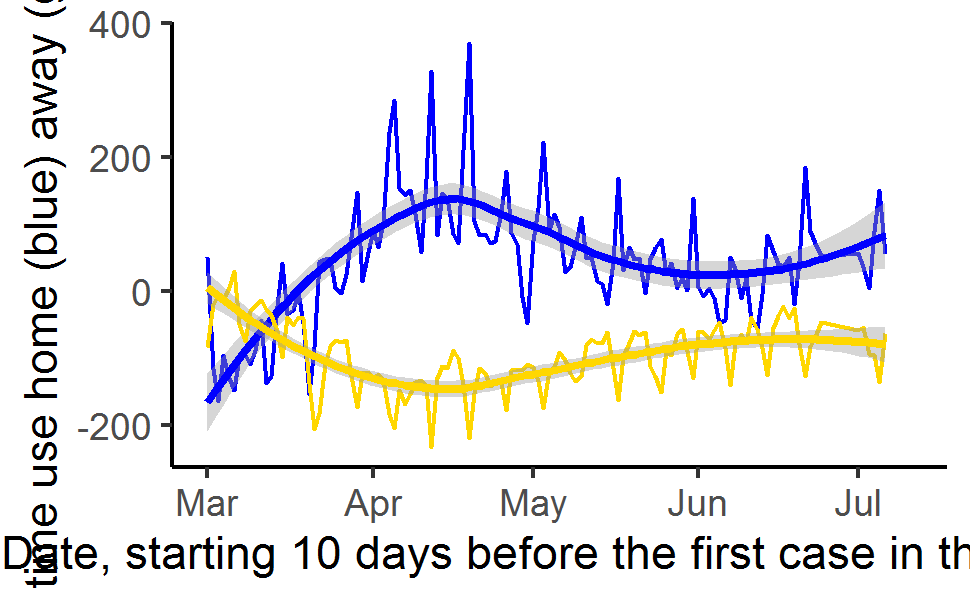 time use home (blue) away (
400
200
0
-200
Mar Apr May Jun Jul
Date, starting 10 days before the first case in th